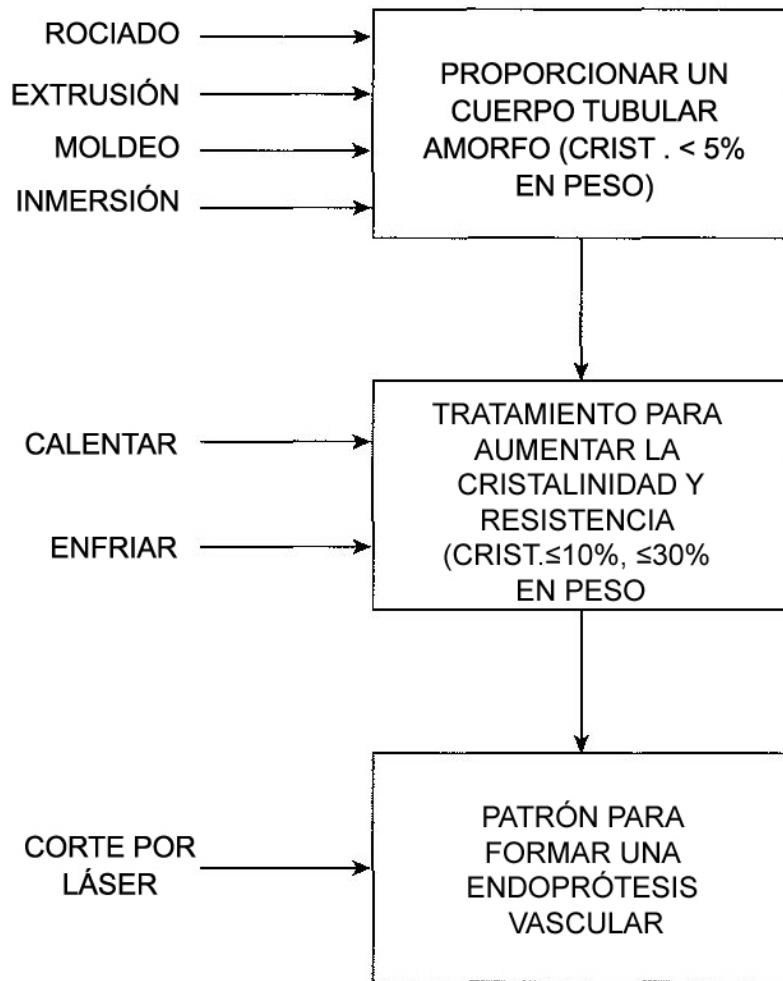 ROCIADO
EXTRUSIÓN
MOLDEO
INMERSIÓN
PROPORCIONAR UN
CUERPO TUBULAR
AMORFO (CRIST . < 5%
EN PESO)
CALENTAR
ENFRIAR
TRATAMIENTO PARA
AUMENTAR LA
CRISTALINIDAD Y
RESISTENCIA
(CRIST.≤10%, ≤30%
EN PESO
CORTE POR
LÁSER
PATRÓN PARA
FORMAR UNA
ENDOPRÓTESIS
VASCULAR